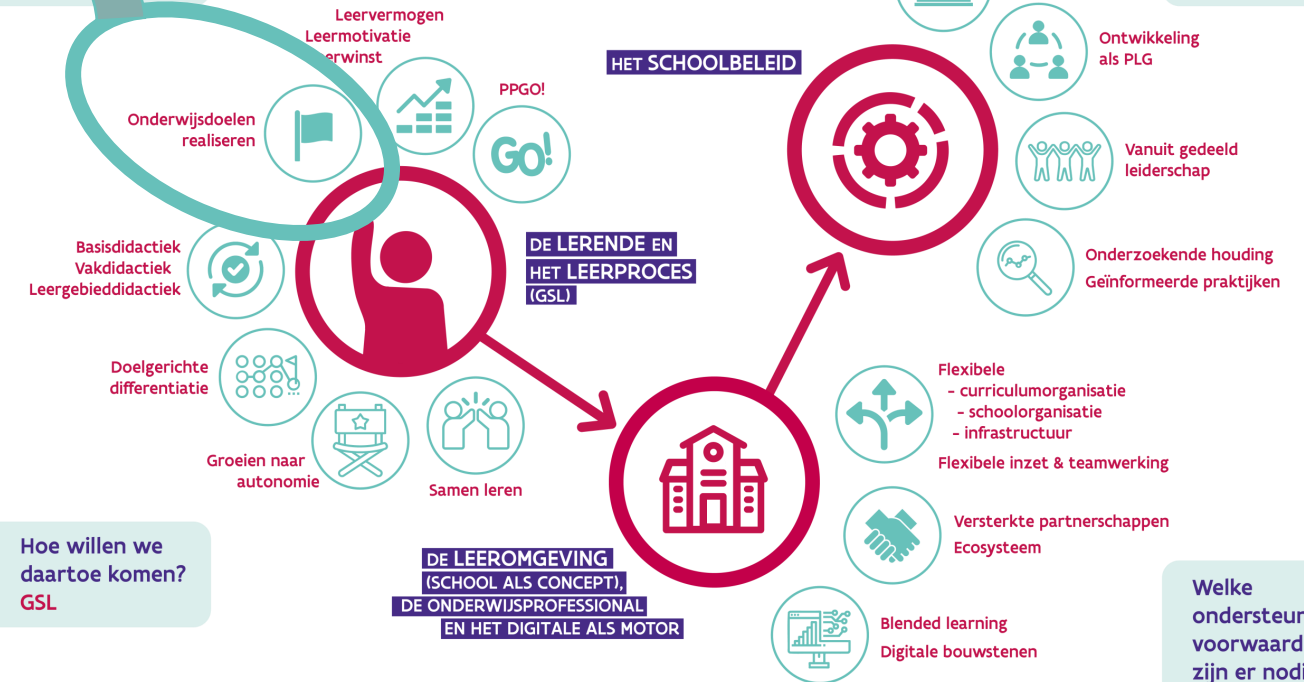 Leervermogen
Leermotivatie
erwinst
Onderwijsdoelen
realiseren
PPGO!
GO!
Basisdidactiek
Vakdidactiek
Leergebieddidactiek
DE LERENDE EN
HET LEERPROCES
(GSL)
Doelgerichte
differentiatie
Groeien naar
autonomie
Samen leren
Hoe willen we
daartoe komen?
GSL
HET SCHOOLBELEID
Ontwikkeling
als PLG
Vanuit gedeeld
leiderschap
Onderzoekende houding
Geïnformeerde praktijken
DE LEEROMGEVING
(SCHOOL ALS CONCEPT),
DE ONDERWIJSPROFESSIONAL
EN HET DIGITALE ALS MOTOR
Flexibele
- curriculumorganisatie
- schoolorganisatie
- infrastructuur
Flexibele inzet & teamwerking
Versterkte partnerschappen
Ecosysteem
Blended learning
Digitale bouwstenen
Welke
ondersteun
voorwaard
zijn er nodi